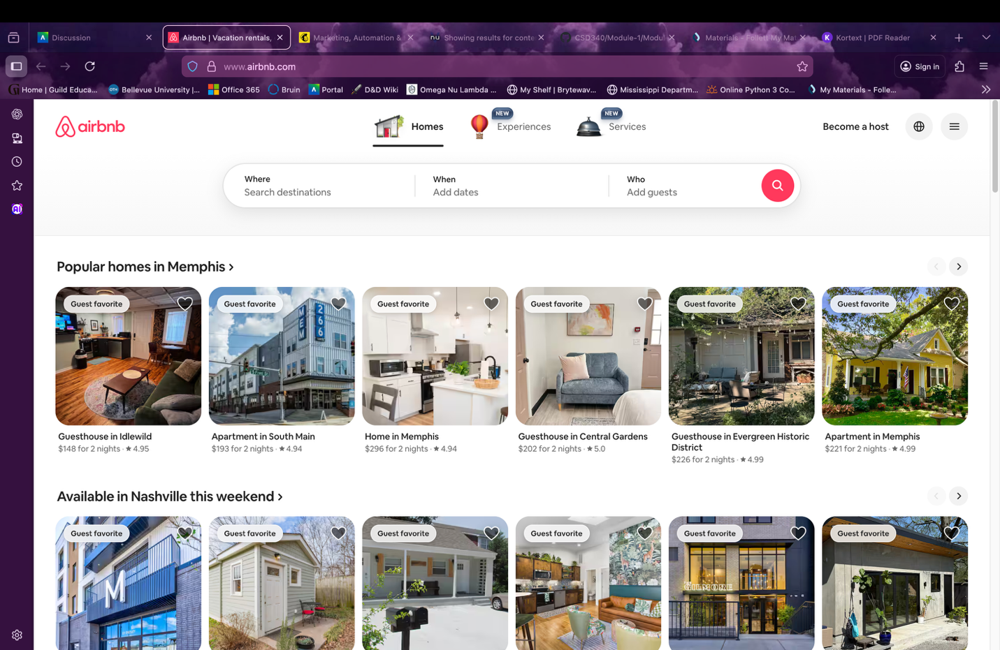 Discussion
Airbnb | Vacation rentals,
Marketing, Automation &
nu Showing results for conte
CSD340/Module-1/Modul
Materials - Follett My Mat
K Kortext | PDF Reader
www.airbnb.com
Sign in
Home | Guild Educa...
Bellevue University |...
Office 365
Bruin
Portal
D&D Wiki
Omega Nu Lambda ...
My Shelf | Brytewav...
Mississippi Departm...
Online Python 3 Co...
My Materials - Folle...
airbnb
Homes
NEW
Experiences
NEW
Services
Become a host
Where
Search destinations
When
Add dates
Who
Add guests
Popular homes in Memphis
Guest favorite
Guest favorite
MEM 266
Guest favorite
Guest favorite
Guest favorite
Guest favorite
Guesthouse in Idlewild
$148 for 2 nights · ★ 4.95
Apartment in South Main
$193 for 2 nights · ★ 4.94
Home in Memphis
$296 for 2 nights · ★ 4.94
Guesthouse in Central Gardens
$202 for 2 nights · ★ 5.0
Guesthouse in Evergreen Historic
District
$226 for 2 nights · ★ 4.99
Apartment in Memphis
$221 for 2 nights · ★ 4.99
Available in Nashville this weekend
Guest favorite
M
Guest favorite
Guest favorite
Guest favorite
Guest favorite
Guest favorite
AI